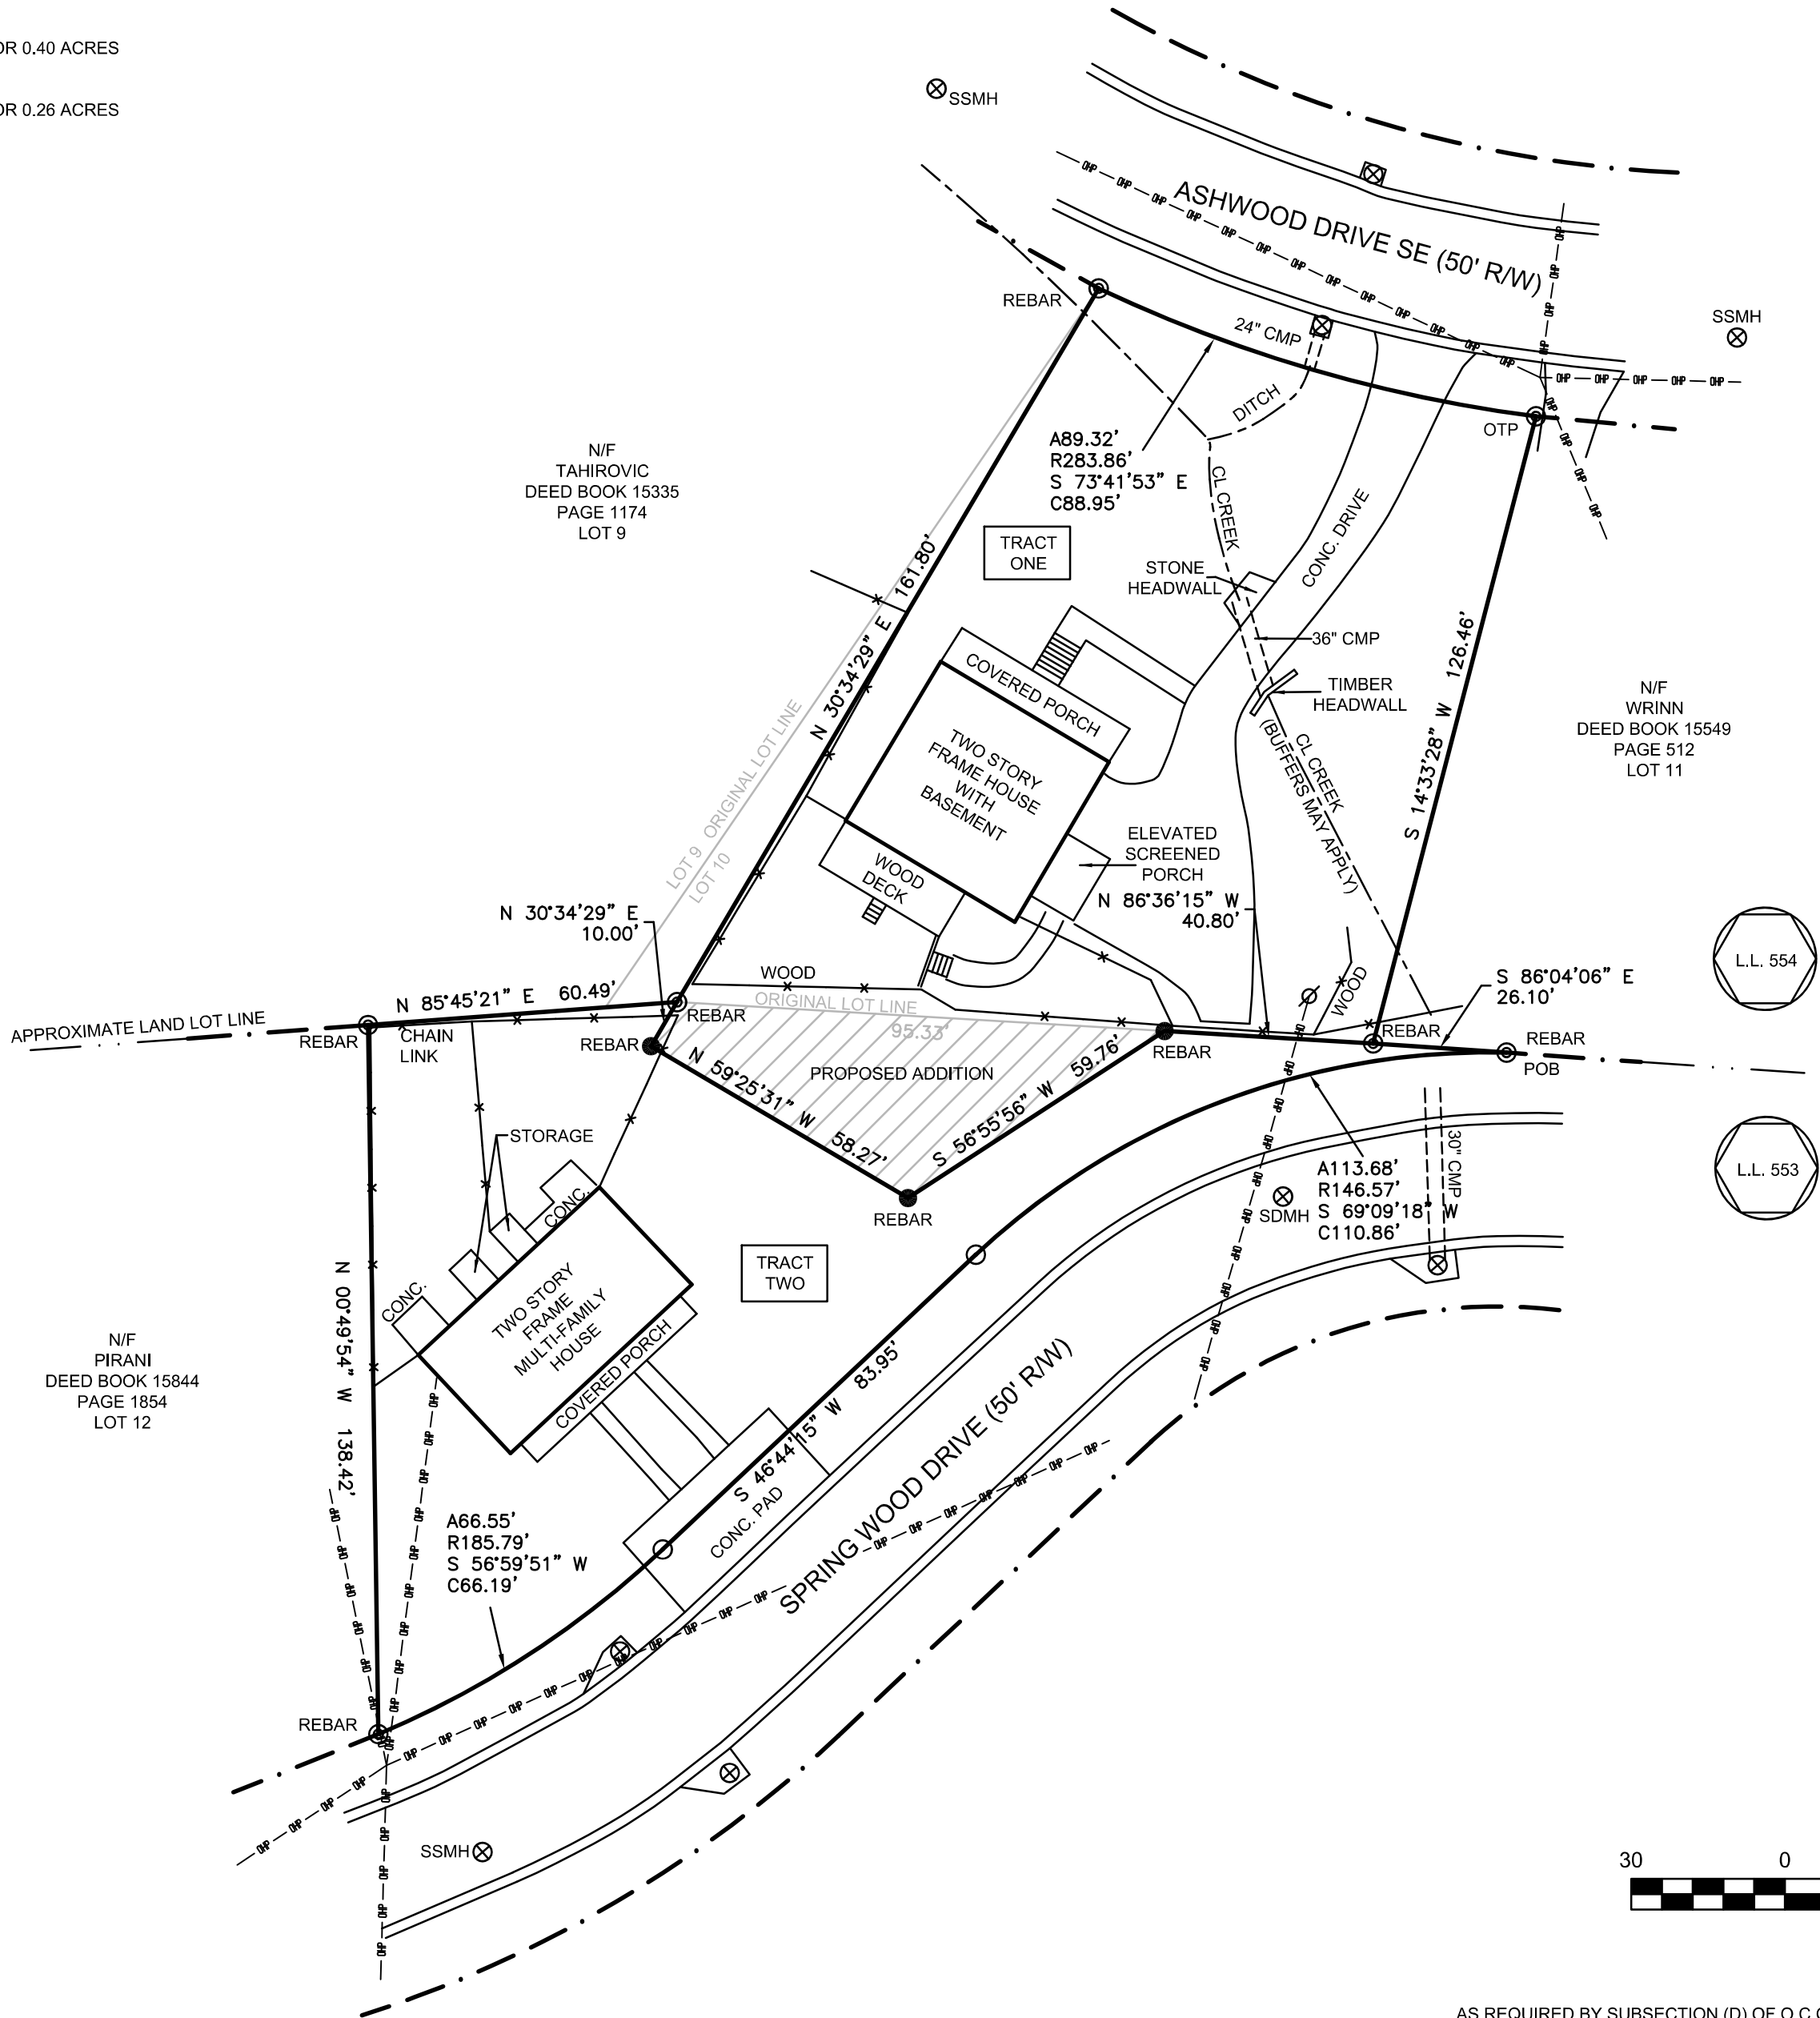 OR 0.40 ACRES
OR 0.26 ACRES
SSMH
ASHWOOD DRIVE SE (50' R/W)
OHP
REBAR
24" CMP
SSMH
DITCH
OTP
N/F
TAHIROVIC
DEED BOOK 15335
PAGE 1174
LOT 9
A89.32'
R283.86'
S 73°41'53" E
C88.95'
CL CREEK
CONC. DRIVE
TRACT
ONE
STONE
HEADWALL
N 30°34'29" E 161.80'
36" CMP
S 14°33'28" W 126.46'
COVERED PORCH
TIMBER
HEADWALL
N/F
WRINN
DEED BOOK 15549
PAGE 512
LOT 11
LOT 9 ORIGINAL LOT LINE
LOT 10
TWO STORY
FRAME HOUSE
WITH
BASEMENT
CL CREEK
(BUFFERS MAY APPLY)
ELEVATED
SCREENED
PORCH
WOOD
DECK
N 86°36'15" W
40.80'
N 30°34'29" E
10.00'
L.L. 554
WOOD
WOOD
S 86°04'06" E
26.10'
N 85°45'21" E 60.49'
ORIGINAL LOT LINE
95.33'
APPROXIMATE LAND LOT LINE
REBAR
CHAIN
LINK
REBAR
REBAR
REBAR
REBAR
REBAR
POB
N 59°25'31" W 58.27'
PROPOSED ADDITION
S 56°55'56" W 59.76'
STORAGE
30" CMP
L.L. 553
A113.68'
R146.57'
S 69°09'18" W
C110.86'
SDMH
REBAR
CONC.
TRACT
TWO
CONC.
TWO STORY
FRAME
MULTI-FAMILY
HOUSE
COVERED PORCH
N 00°49'54" W 138.42'
N/F
PIRANI
DEED BOOK 15844
PAGE 1854
LOT 12
S 46°44'15" W 83.95'
CONC. PAD
SPRING WOOD DRIVE (50' R/W)
A66.55'
R185.79'
S 56°59'51" W
C66.19'
REBAR
SSMH
30 0
AS REQUIRED BY SUBSECTION (D) OF O.C.G